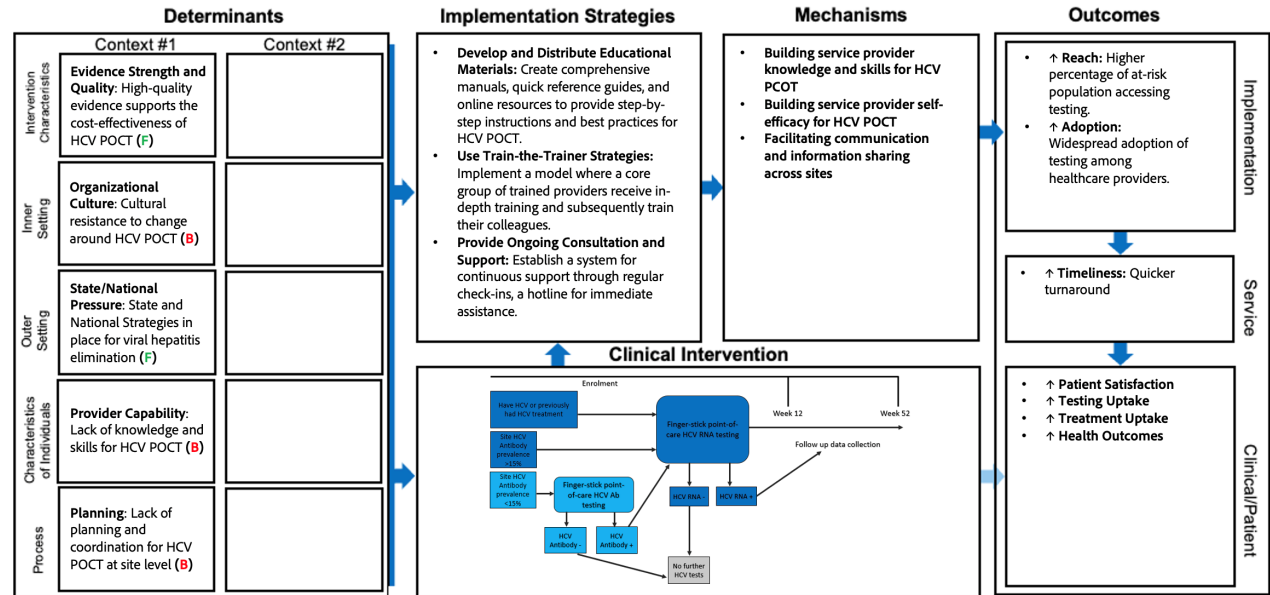 Determinants
Implementation Strategies
Mechanisms
Outcomes
Context #1
Context #2
Intervention
Characteristics
Evidence Strength and
Quality: High-quality
evidence supports the
cost-effectiveness of
HCV POCT (F)
Inner
Setting
Organizational
Culture: Cultural
resistance to change
around HCV POCT (B)
Outer
Setting
State/National
Pressure: State and
National Strategies in
place for viral hepatitis
elimination (F)
Characteristics
of Individuals
Provider Capability:
Lack of knowledge and
skills for HCV POCT (B)
Process
Planning: Lack of
planning and
coordination for HCV
POCT at site level (B)
• Develop and Distribute Educational
Materials: Create comprehensive
manuals, quick reference guides, and
online resources to provide step-by-
step instructions and best practices for
HCV POCT.
• Use Train-the-Trainer Strategies:
Implement a model where a core
group of trained providers receive in-
depth training and subsequently train
their colleagues.
• Provide Ongoing Consultation and
Support: Establish a system for
continuous support through regular
check-ins, a hotline for immediate
assistance.
• Building service provider
knowledge and skills for HCV
PCOT
• Building service provider self-
efficacy for HCV POCT
• Facilitating communication
and information sharing
across sites
• ↑ Reach: Higher
percentage of at-risk
population accessing
testing.
• ↑ Adoption:
Widespread adoption of
testing among
healthcare providers.
Implementation
• ↑ Timeliness: Quicker
turnaround
Service
• ↑ Patient Satisfaction
• ↑ Testing Uptake
• ↑ Treatment Uptake
• ↑ Health Outcomes
Clinical/Patient
Clinical Intervention
Enrolment
Week 12
Week 52
Have HCV or previously
had HCV treatment
Site HCV
Antibody
prevalence
>15%
Site HCV
Antibody
prevalence
<15%
Finger-stick point-of-
care HCV RNA testing
Finger-stick point-
of-care HCV Ab
testing
Follow up data collection
HCV RNA -
HCV RNA +
HCV
Antibody -
HCV
Antibody +
No further
HCV tests